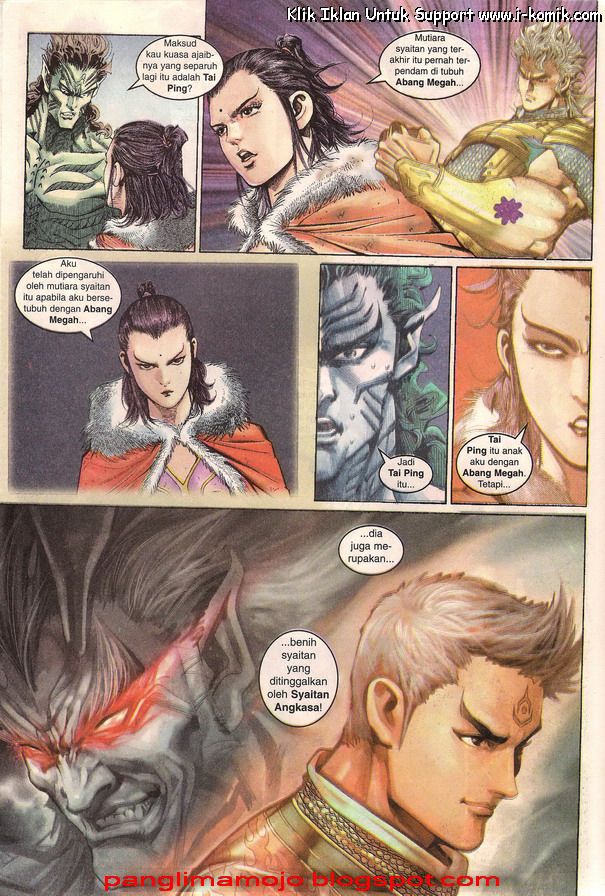 Klik Iklan Untuk Support www.i-komik.com
Maksud
kau kuasa ajaib-
nya yang separuh
lagi itu adalah Tai
Ping?
Mutiara
syaitan yang ter-
akhir itu pernah ter-
pendam di tubuh
Abang Megah...
Aku
telah dipengaruhi
oleh mutiara syaitan
itu apabila aku berse-
tubuh dengan Abang
Megah...
Jadi
Tai Ping
itu...
Tai
Ping itu anak
aku dengan
Abang Megah.
Tetapi...
...dia
juga me-
rupakan...
...benih
syaitan
yang
ditinggalkan
oleh Syaitan
Angkasa!
panglimamojo.blogspot.com